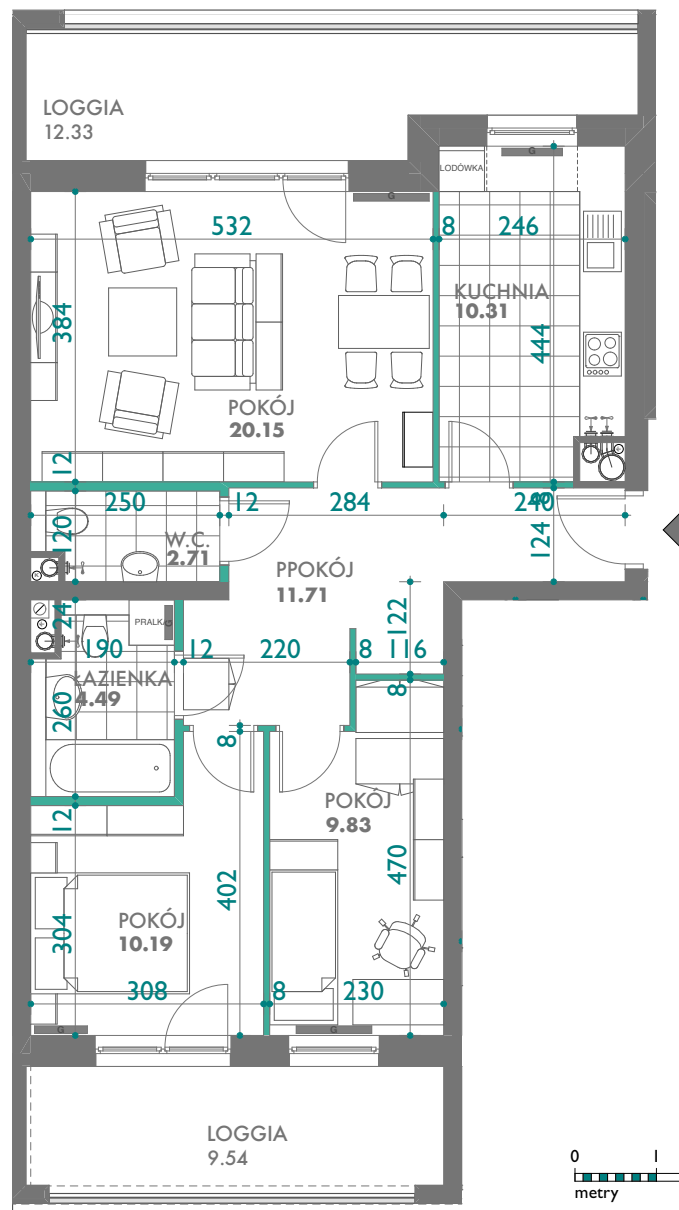 LOGGIA
12.33
G
LODÓWKA
532
8
246
KUCHNIA
10.31
384
444
POKÓJ
20.15
12
250
12
284
240
8
120
W.C.
2.71
124
PPOKÓJ
11.71
24
PRALKA
G
122
190
12
220
8
116
ŁAZIENKA
4.49
260
8
8
POKÓJ
9.83
12
402
470
304
POKÓJ
10.19
308
8
230
G
G
LOGGIA
9.54
0
1
metry